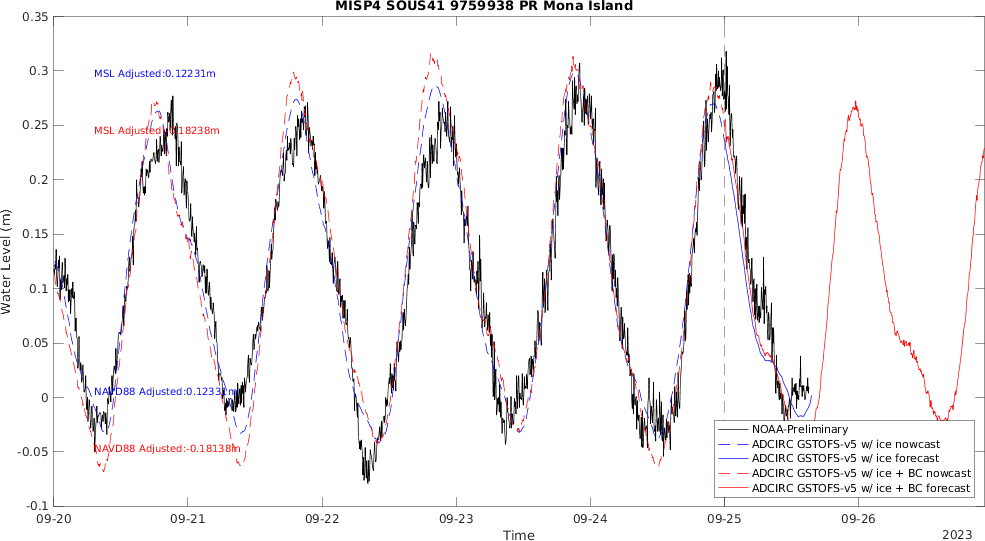 MISP4 SOUS41 9759938 PR Mona Island
Water Level (m)
0.35
0.3
0.25
0.2
0.15
0.1
0.05
0
-0.05
-0.1
MSL Adjusted:0.12231m
MSL Adjusted:-0.18238m
NAVD88 Adjusted:0.12331m
NAVD88 Adjusted:-0.18138m
NOAA-Preliminary
ADCIRC GSTOFS-v5 w/ ice nowcast
ADCIRC GSTOFS-v5 w/ ice forecast
ADCIRC GSTOFS-v5 w/ ice + BC nowcast
ADCIRC GSTOFS-v5 w/ ice + BC forecast
09-20 09-21 09-22 09-23 09-24 09-25 09-26
Time
2023